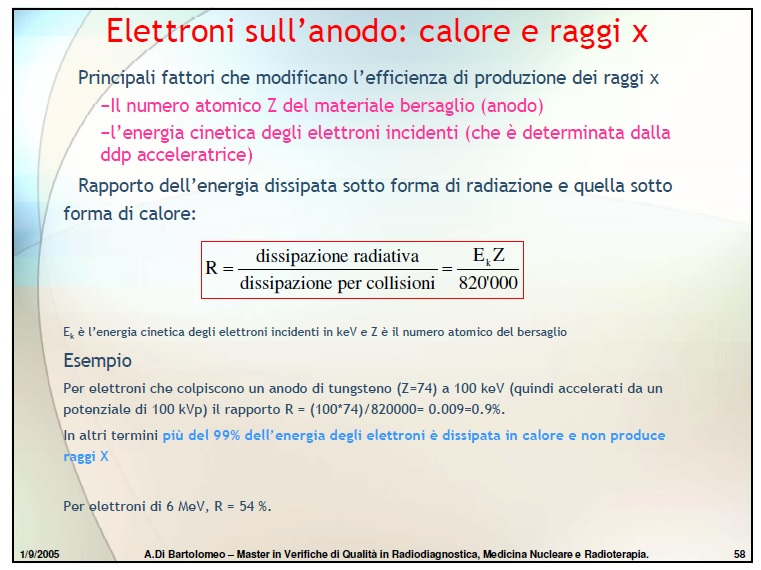 Elettroni sull'anodo: calore e raggi x
Principali fattori che modificano l'efficienza di produzione dei raggi x
–Il numero atomico Z del materiale bersaglio (anodo)
–l'energia cinetica degli elettroni incidenti (che è determinata dalla
ddp acceleratrice)
Rapporto dell'energia dissipata sotto forma di radiazione e quella sotto
forma di calore:
R = dissipazione radiativa / dissipazione per collisioni = E_k Z / 820'000
E_k è l'energia cinetica degli elettroni incidenti in keV e Z è il numero atomico del bersaglio
Esempio
Per elettroni che colpiscono un anodo di tungsteno (Z=74) a 100 keV (quindi accelerati da un
potenziale di 100 kVp) il rapporto R = (100*74)/820000= 0.009=0.9%.
In altri termini più del 99% dell'energia degli elettroni è dissipata in calore e non produce
raggi X
Per elettroni di 6 MeV, R = 54 %.
1/9/2005 A.Di Bartolomeo – Master in Verifiche di Qualità in Radiodiagnostica, Medicina Nucleare e Radioterapia. 58